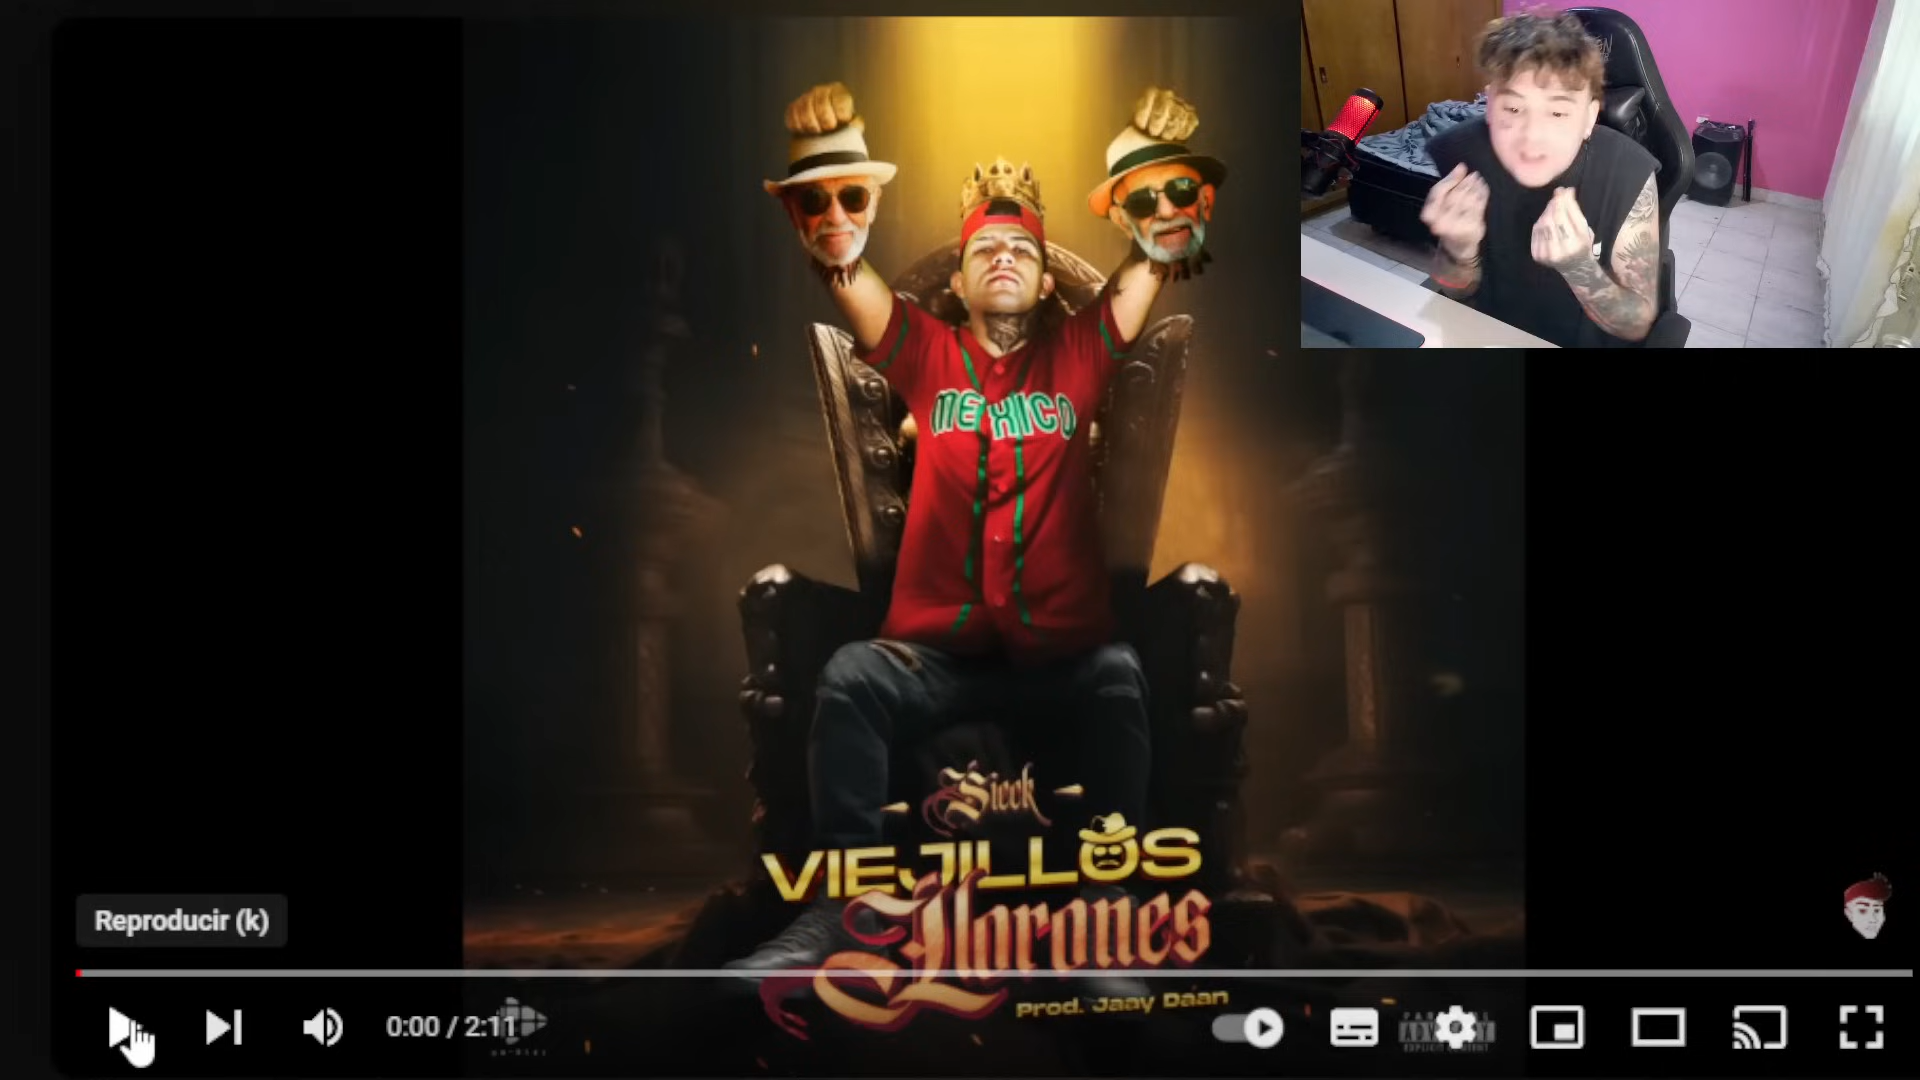 MEXICO
Sieck
VIEJILLOS
Llorones
Prod. Jaay Daan
Reproducir (k)
0:00 / 2:11